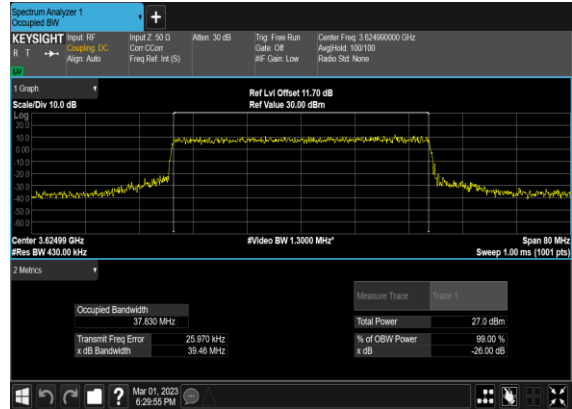 Spectrum Analyzer 1
Occupied BW
+
KEYSIGHT Input: RF Input Z: 50 Ω Atten: 30 dB Trig: Free Run Center Freq: 3.624990000 GHz
R T Coupling: DC Corr CCorr Gate: Off Avg|Hold: 100/100
Align: Auto Freq Ref: Int (S) #IF Gain: Low Radio Std: None
1 Graph
Ref Lvl Offset 11.70 dB
Scale/Div 10.0 dB Ref Value 30.00 dBm
Log
20.0
10.0
0.00
-10.0
-20.0
-30.0
-40.0
-50.0
-60.0
Center 3.62499 GHz #Video BW 1.3000 MHz* Span 80 MHz
#Res BW 430.00 kHz Sweep 1.00 ms (1001 pts)
2 Metrics
Measure Trace Trace 1
Occupied Bandwidth
37.830 MHz Total Power 27.0 dBm
Transmit Freq Error 25.970 kHz % of OBW Power 99.00 %
x dB Bandwidth 39.46 MHz x dB -26.00 dB
? Mar 01, 2023
6:29:55 PM